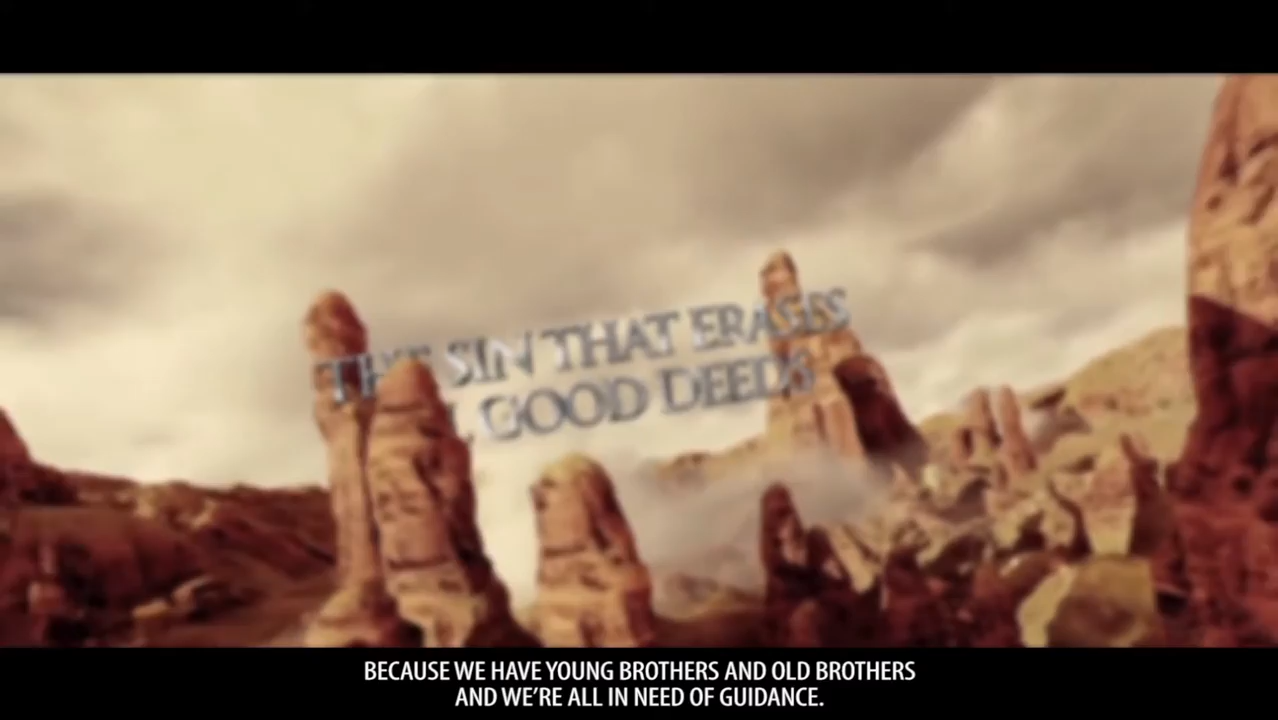 THE SIN THAT ERASES
L GOOD DEEDS
BECAUSE WE HAVE YOUNG BROTHERS AND OLD BROTHERS
AND WE'RE ALL IN NEED OF GUIDANCE.